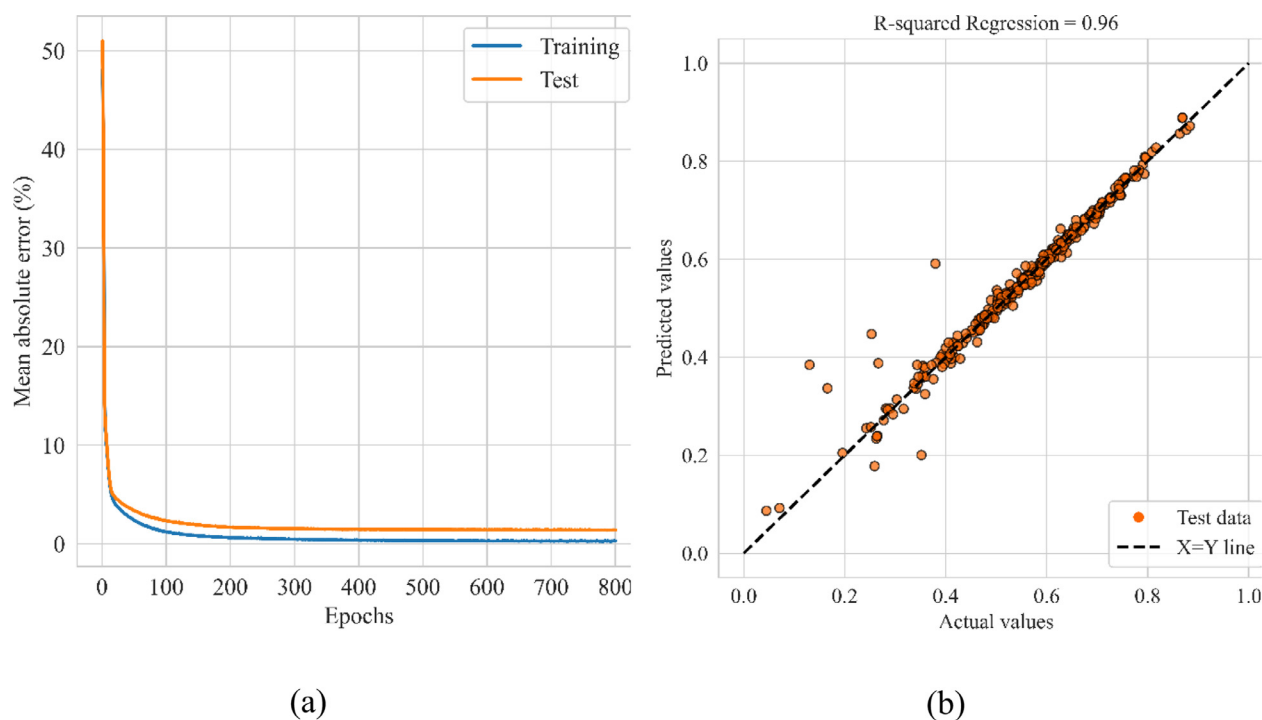 50
40
30
20
10
0
Mean absolute error (%)
Training
Test
0 100 200 300 400 500 600 700 800
Epochs
(a)
R-squared Regression = 0.96
1.0
0.8
0.6
0.4
0.2
0.0
Predicted values
Test data
X=Y line
0.0 0.2 0.4 0.6 0.8 1.0
Actual values
(b)